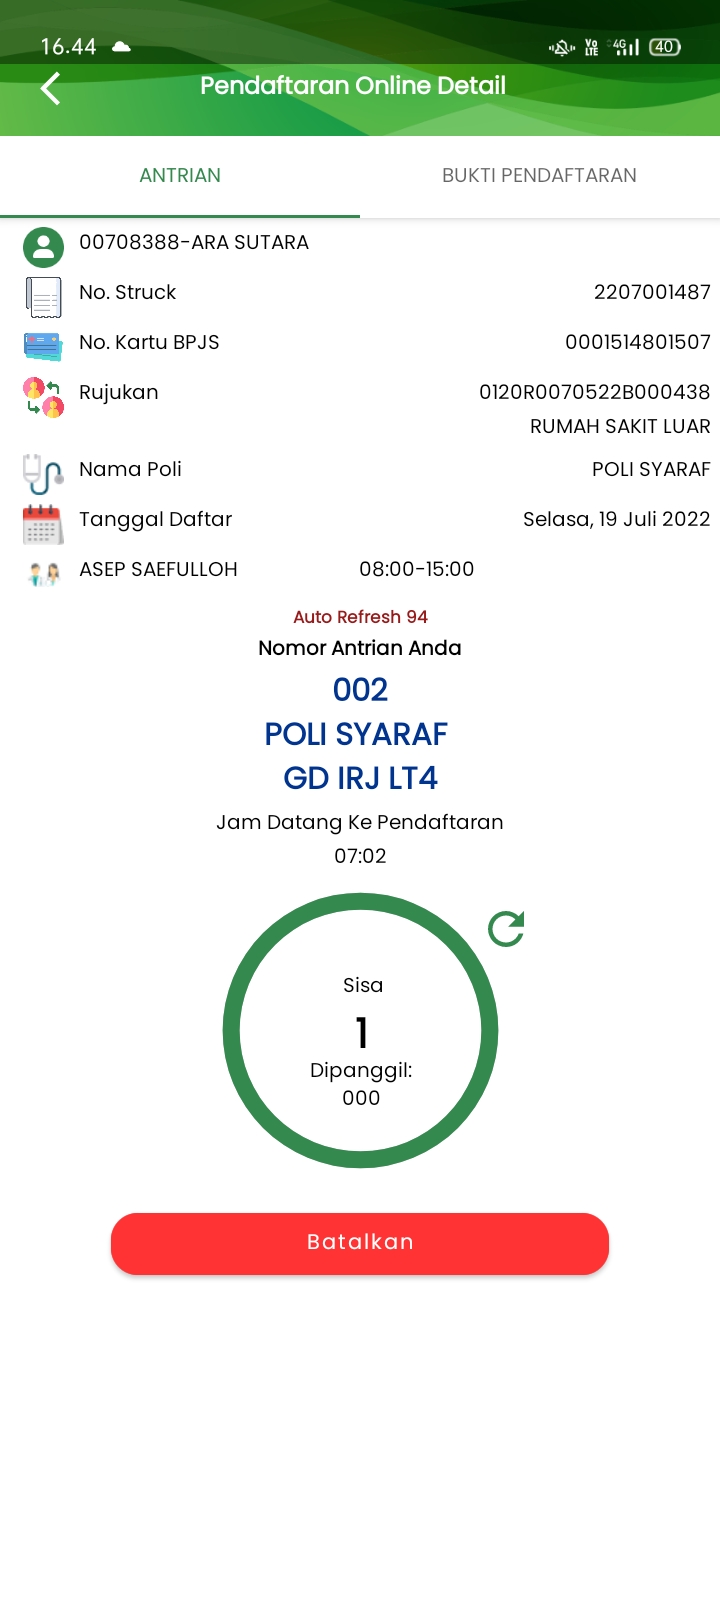 16.44
VoLTE 4G 40
Pendaftaran Online Detail
ANTRIAN BUKTI PENDAFTARAN
00708388-ARA SUTARA
No. Struck 2207001487
No. Kartu BPJS 0001514801507
Rujukan 0120R0070522B000438
RUMAH SAKIT LUAR
Nama Poli POLI SYARAF
Tanggal Daftar Selasa, 19 Juli 2022
ASEP SAEFULLOH 08:00-15:00
Auto Refresh 94
Nomor Antrian Anda
002
POLI SYARAF
GD IRJ LT4
Jam Datang Ke Pendaftaran
07:02
Sisa
1
Dipanggil:
000
Batalkan